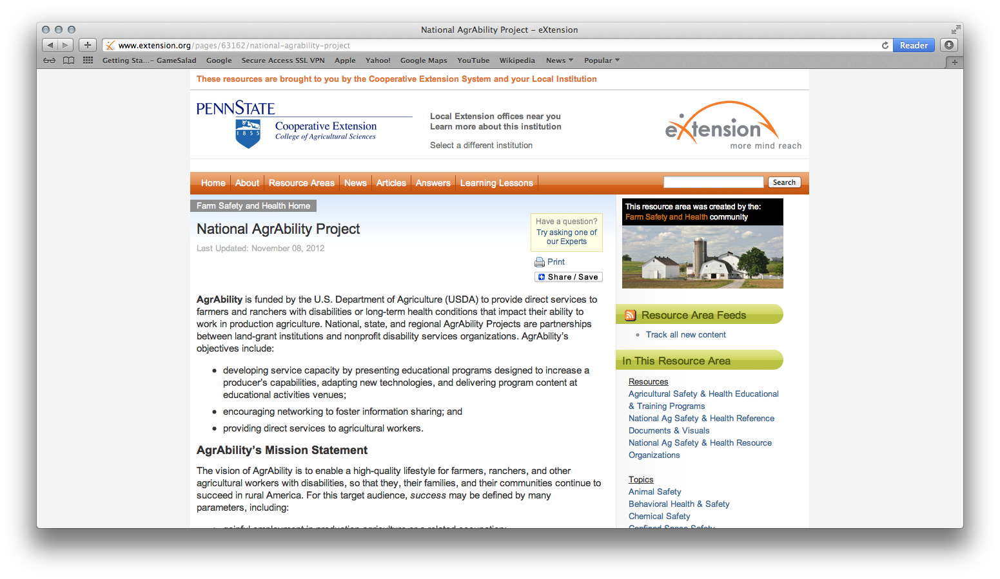 National AgrAbility Project – eXtension
www.extension.org/pages/63162/national-agrability-project
Reader
Getting Sta...– GameSalad Google Secure Access SSL VPN Apple Yahoo! Google Maps YouTube Wikipedia News Popular
These resources are brought to you by the Cooperative Extension System and your Local Institution
PENNSTATE
1855
Cooperative Extension
College of Agricultural Sciences
Local Extension offices near you
Learn more about this institution
Select a different institution
eXtension
more mind reach
Home About Resource Areas News Articles Answers Learning Lessons
Search
Farm Safety and Health Home
National AgrAbility Project
Last Updated: November 08, 2012
Have a question?
Try asking one of
our Experts
Print
Share / Save
AgrAbility is funded by the U.S. Department of Agriculture (USDA) to provide direct services to
farmers and ranchers with disabilities or long-term health conditions that impact their ability to
work in production agriculture. National, state, and regional AgrAbility Projects are partnerships
between land-grant institutions and nonprofit disability services organizations. AgrAbility’s
objectives include:
• developing service capacity by presenting educational programs designed to increase a
producer’s capabilities, adapting new technologies, and delivering program content at
educational activities venues;
• encouraging networking to foster information sharing; and
• providing direct services to agricultural workers.
AgrAbility’s Mission Statement
The vision of AgrAbility is to enable a high-quality lifestyle for farmers, ranchers, and other
agricultural workers with disabilities, so that they, their families, and their communities continue to
succeed in rural America. For this target audience, success may be defined by many
parameters, including:
gainful employment in production agriculture or a related occupation;
This resource area was created by the:
Farm Safety and Health community
Resource Area Feeds
• Track all new content
In This Resource Area
Resources
Agricultural Safety & Health Educational
& Training Programs
National Ag Safety & Health Reference
Documents & Visuals
National Ag Safety & Health Resource
Organizations
Topics
Animal Safety
Behavioral Health & Safety
Chemical Safety
Confined Space Safety